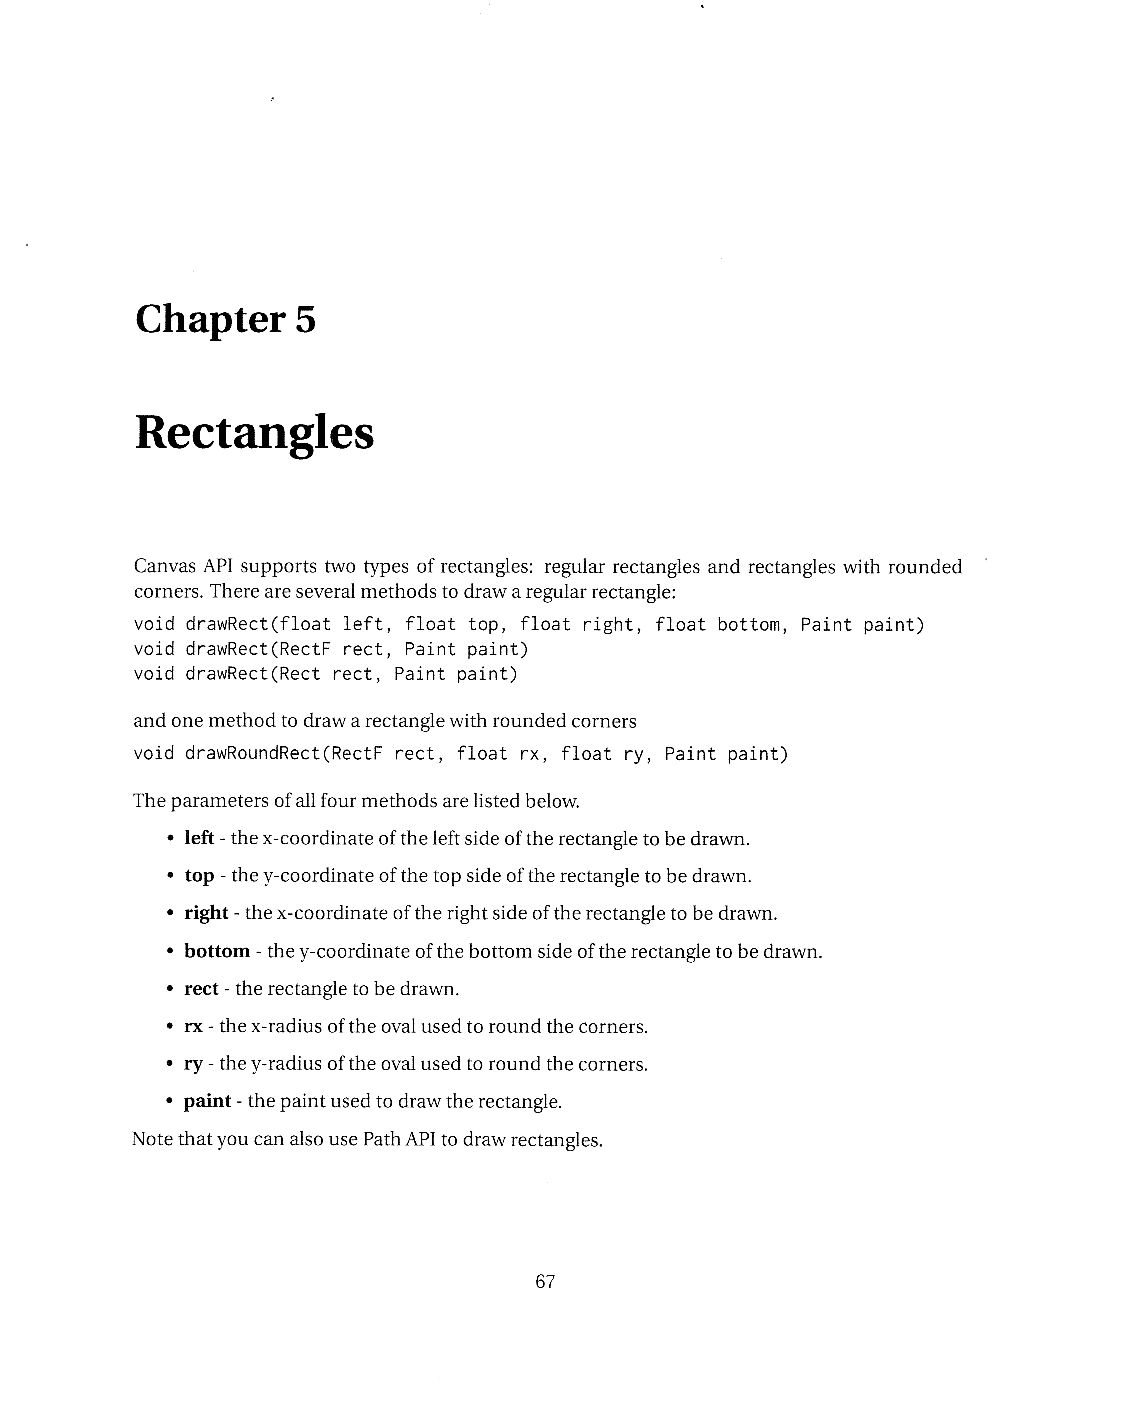 Chapter 5
Rectangles
Canvas API supports two types of rectangles: regular rectangles and rectangles with rounded
corners. There are several methods to draw a regular rectangle:
void drawRect(float left, float top, float right, float bottom, Paint paint)
void drawRect(RectF rect, Paint paint)
void drawRect(Rect rect, Paint paint)
and one method to draw a rectangle with rounded corners
void drawRoundRect(RectF rect, float rx, float ry, Paint paint)
The parameters of all four methods are listed below.
• left - the x-coordinate of the left side of the rectangle to be drawn.
• top - the y-coordinate of the top side of the rectangle to be drawn.
• right - the x-coordinate of the right side of the rectangle to be drawn.
• bottom - the y-coordinate of the bottom side of the rectangle to be drawn.
• rect - the rectangle to be drawn.
• rx - the x-radius of the oval used to round the corners.
• ry - the y-radius of the oval used to round the corners.
• paint - the paint used to draw the rectangle.
Note that you can also use Path API to draw rectangles.
67